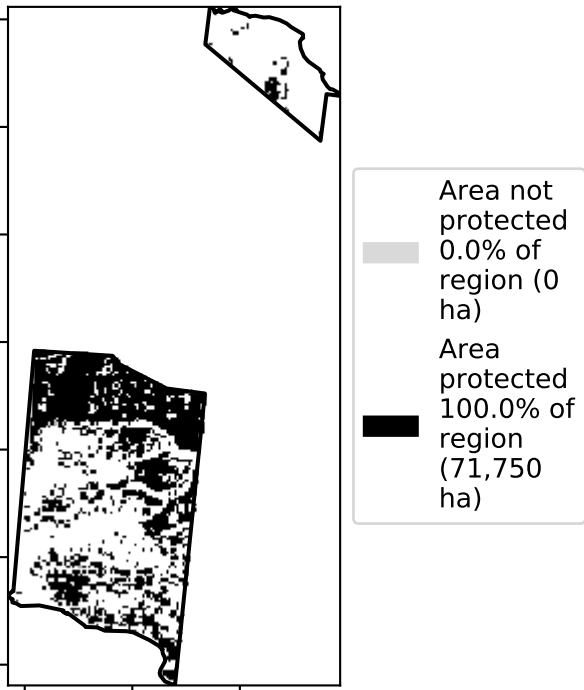 Area not
protected
0.0% of
region (0
ha)
Area
protected
100.0% of
region
(71,750
ha)